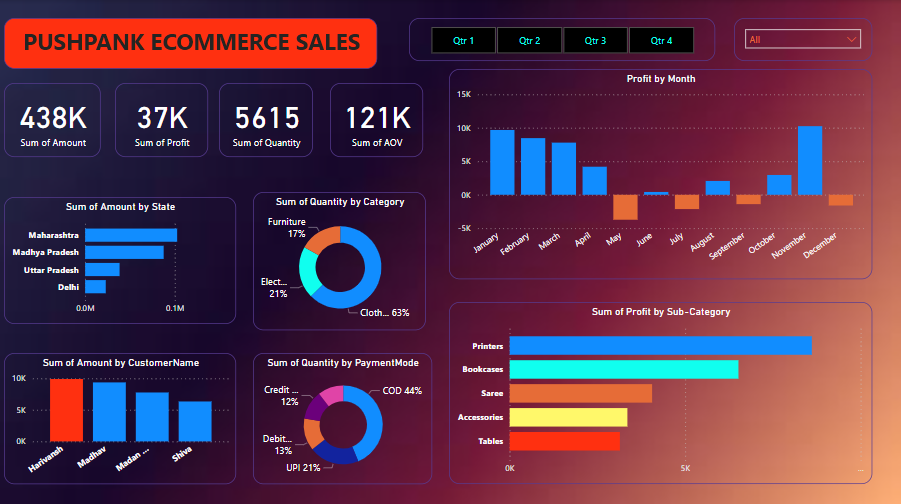 PUSHPANK ECOMMERCE SALES
Qtr 1
Qtr 2
Qtr 3
Qtr 4
All
438K
Sum of Amount
37K
Sum of Profit
5615
Sum of Quantity
121K
Sum of AOV
Profit by Month
15K
10K
5K
0K
-5K
January
February
March
April
May
June
July
August
September
October
November
December
Sum of Amount by State
Maharashtra
Madhya Pradesh
Uttar Pradesh
Delhi
0.0M
0.1M
Sum of Quantity by Category
Furniture
17%
Elect...
21%
Cloth... 63%
Sum of Profit by Sub-Category
Printers
Bookcases
Saree
Accessories
Tables
0K
5K
...
Sum of Amount by CustomerName
10K
5K
0K
Harivansh
Madhav
Madan ...
Shiva
Sum of Quantity by PaymentMode
Credit ...
12%
COD 44%
Debit...
13%
UPI 21%